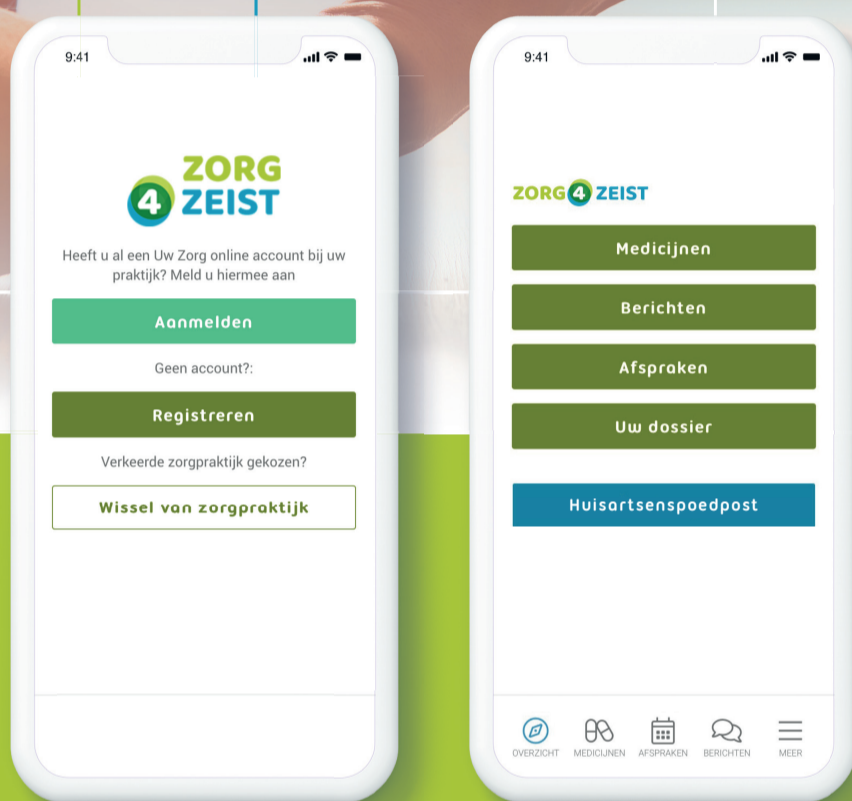 9:41
ZORG
4 ZEIST
Heeft u al een Uw Zorg online account bij uw
praktijk? Meld u hiermee aan
Aanmelden
Geen account?:
Registreren
Verkeerde zorgpraktijk gekozen?
Wissel van zorgpraktijk
9:41
ZORG 4 ZEIST
Medicijnen
Berichten
Afspraken
Uw dossier
Huisartsenspoedpost
OVERZICHT MEDICIJNEN AFSPRAKEN BERICHTEN MEER